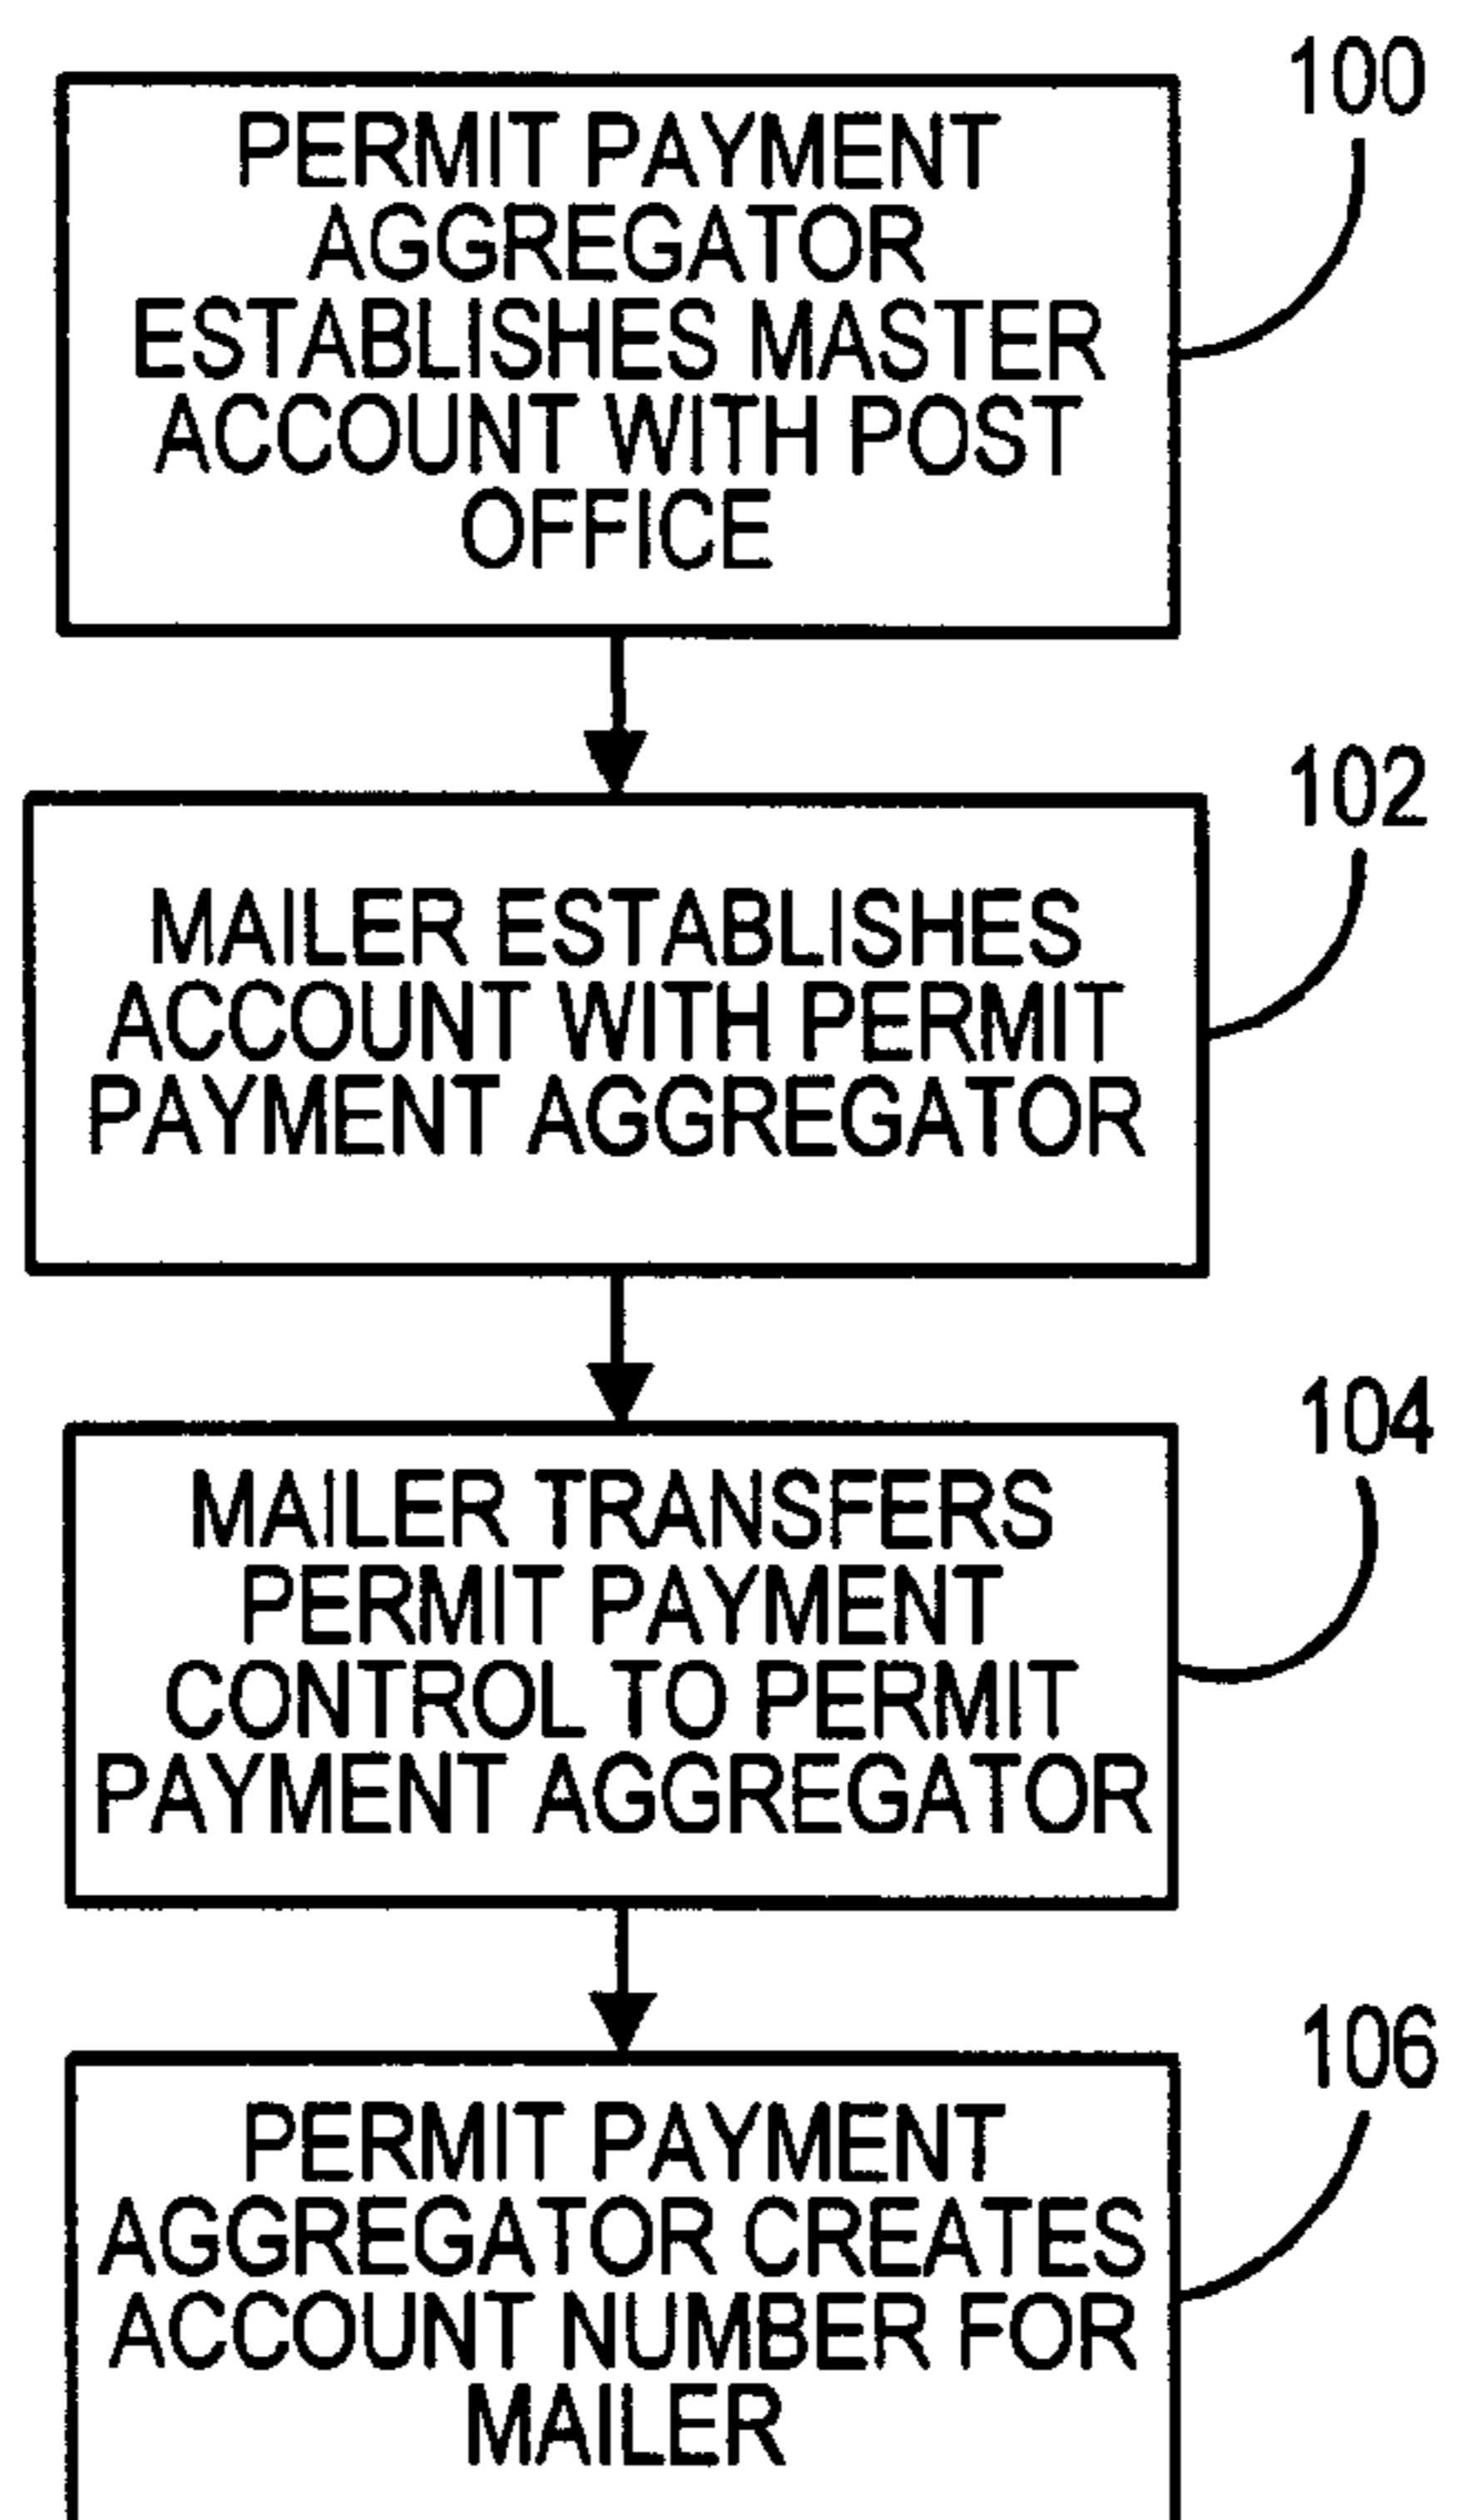 100
PERMIT PAYMENT
AGGREGATOR
ESTABLISHES MASTER
ACCOUNT WITH POST
OFFICE
102
MAILER ESTABLISHES
ACCOUNT WITH PERMIT
PAYMENT AGGREGATOR
104
MAILER TRANSFERS
PERMIT PAYMENT
CONTROL TO PERMIT
PAYMENT AGGREGATOR
106
PERMIT PAYMENT
AGGREGATOR CREATES
ACCOUNT NUMBER FOR
MAILER